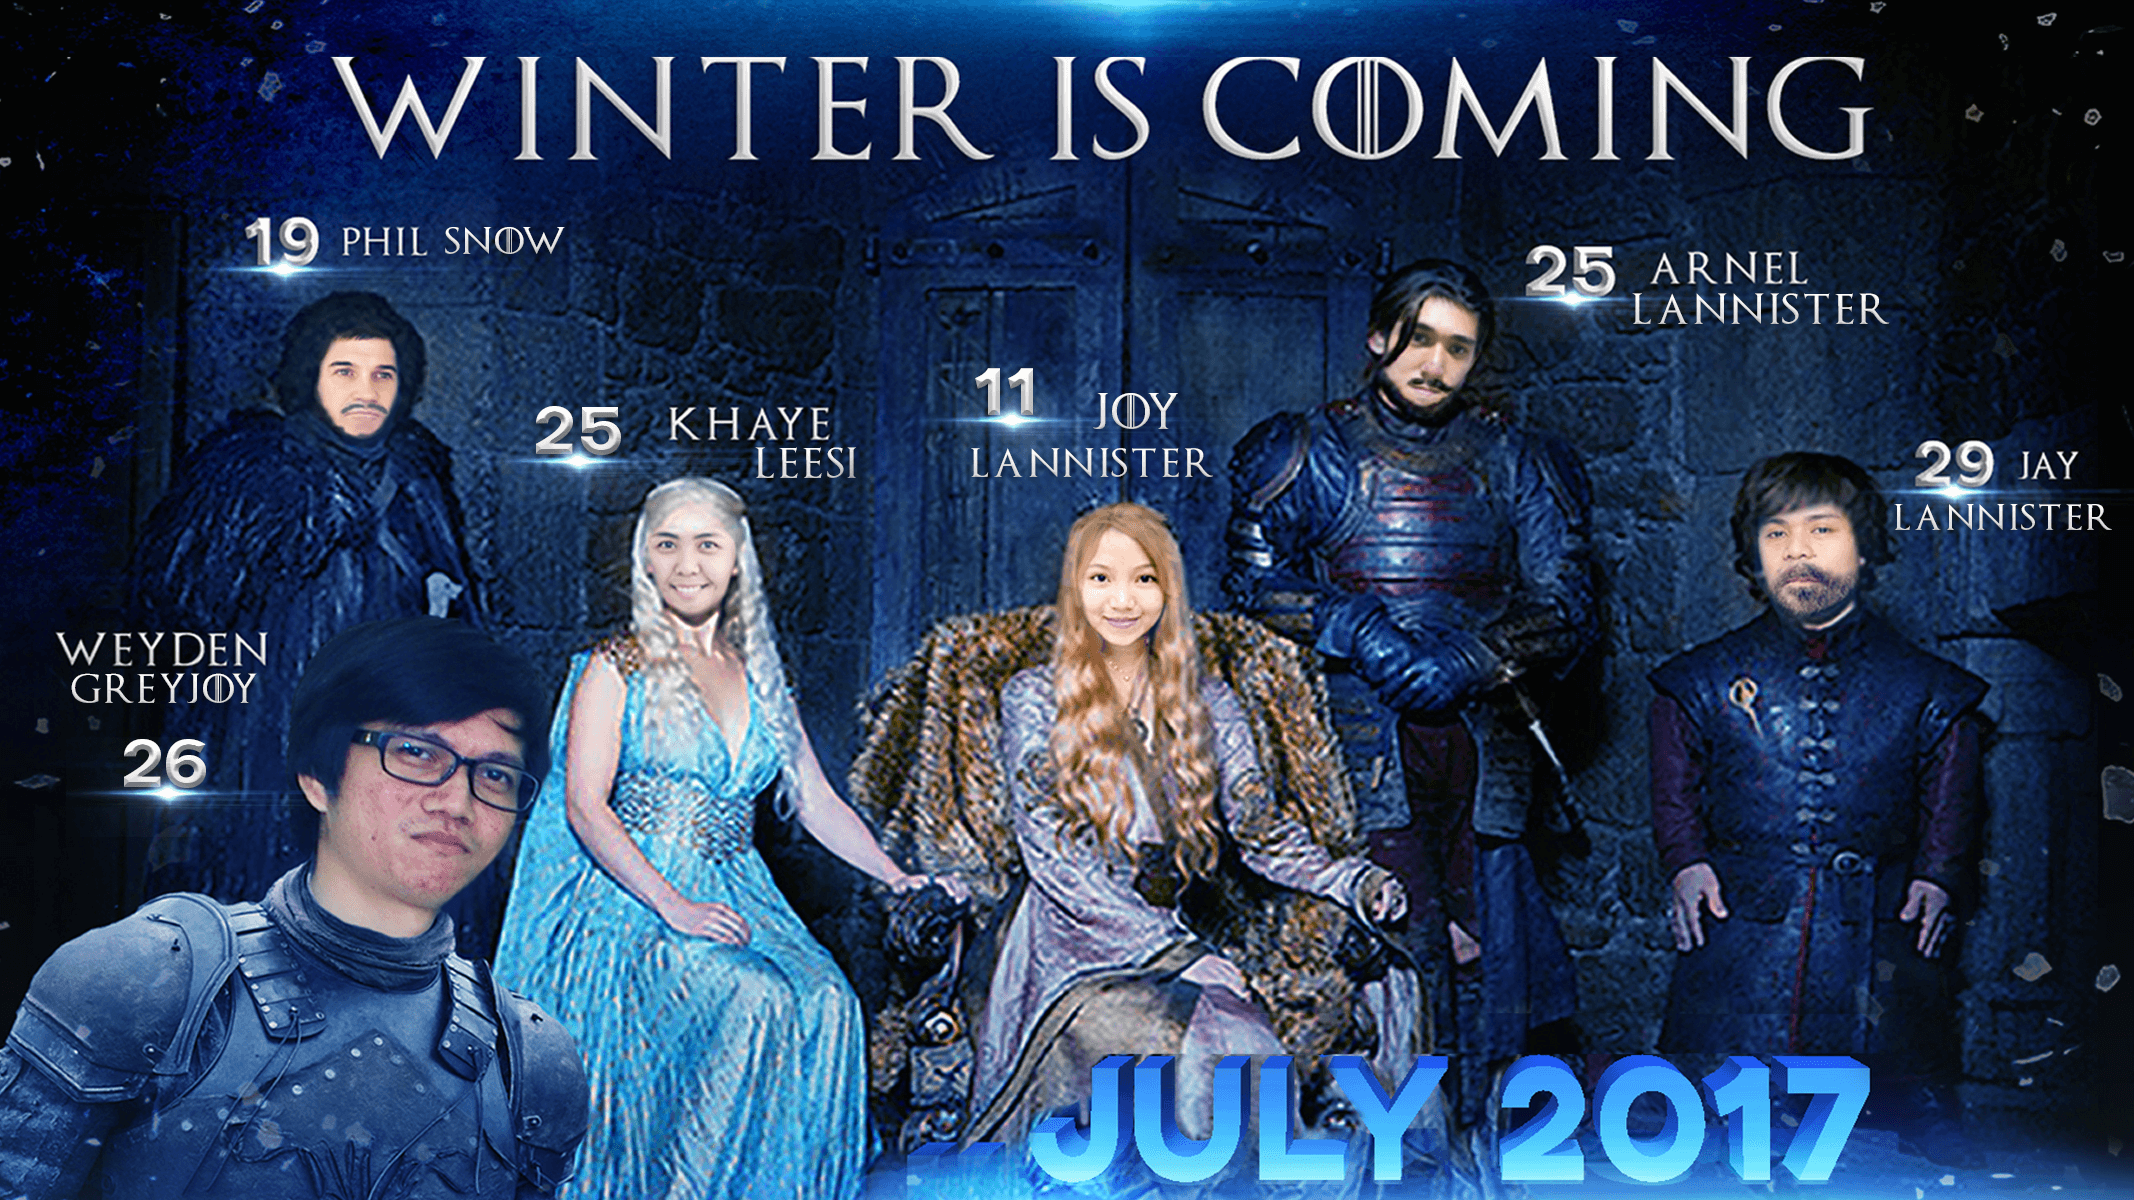 WINTER IS COMING
19 PHIL SNOW
25 ARNEL
LANNISTER
25 KHAYE
LEESI
11 JOY
LANNISTER
29 JAY
LANNISTER
WEYDEN
GREYJOY
26
JULY 2017